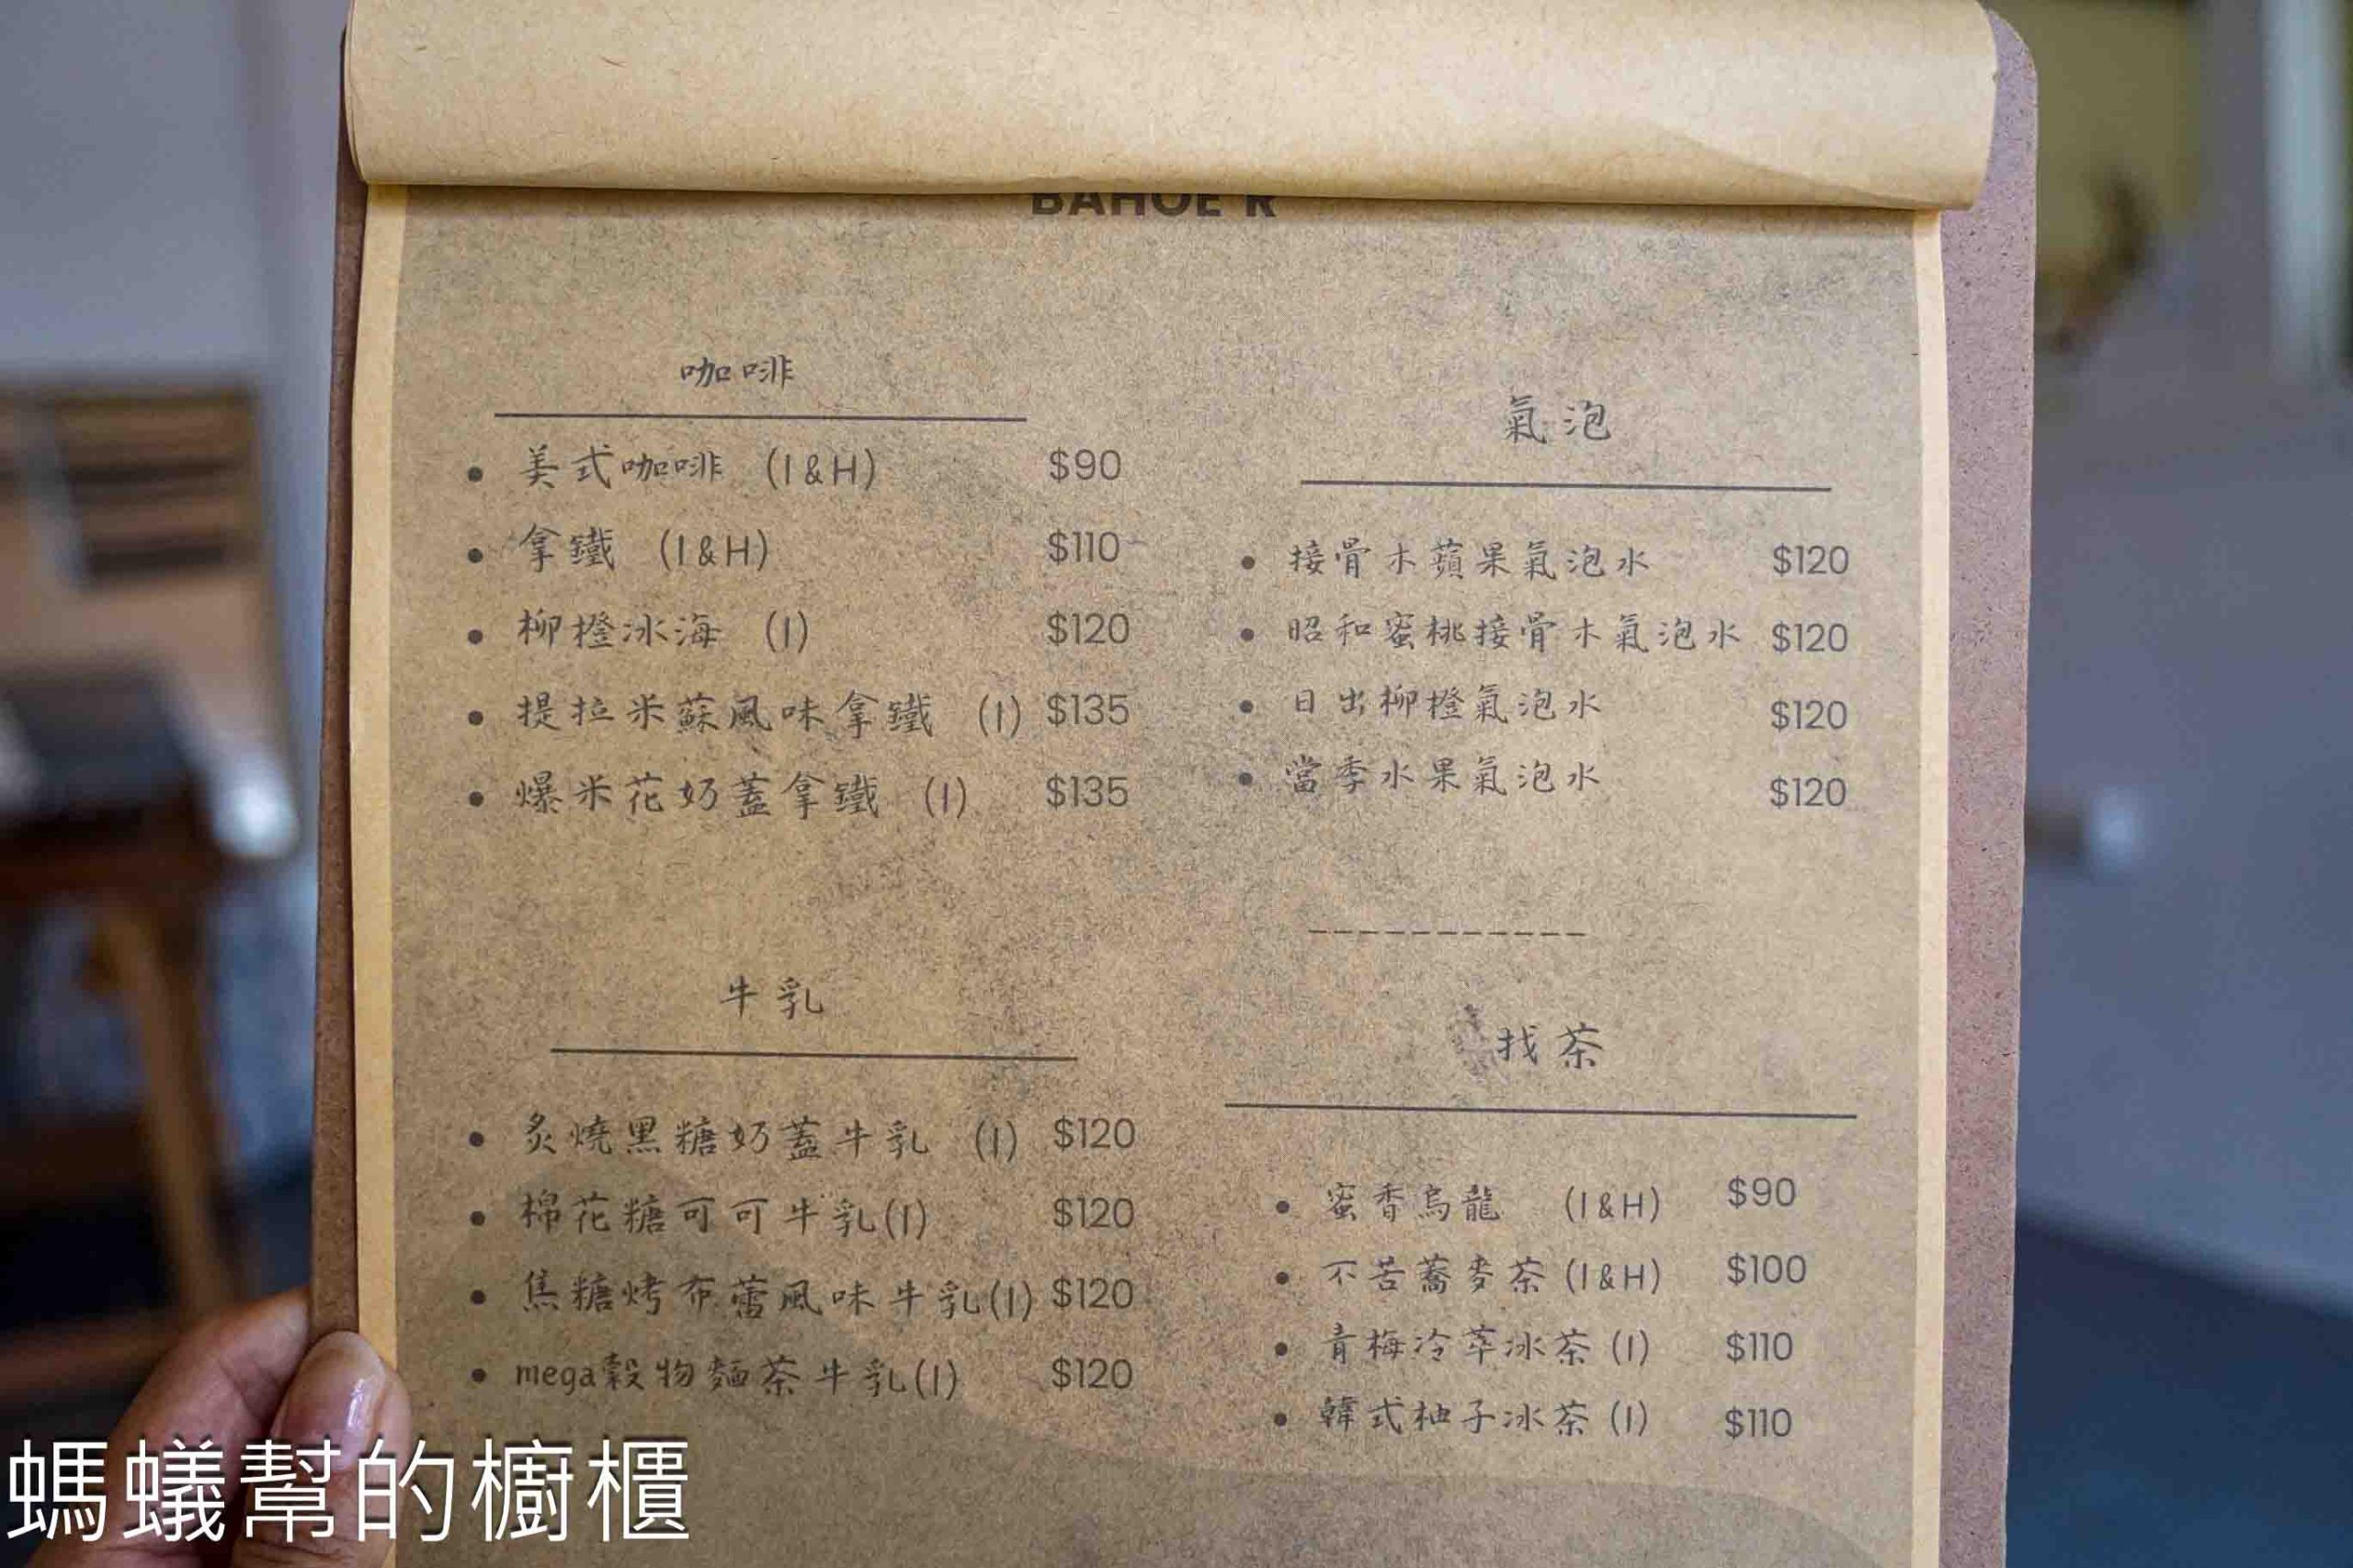 BAHOE R
咖啡
美式咖啡 (I&H) $90
拿鐵 (I&H) $110
柳橙冰海 (I) $120
提拉米蘇風味拿鐵 (I) $135
爆米花奶蓋拿鐵 (I) $135
牛乳
炙燒黑糖奶蓋牛乳 (I) $120
棉花糖可可牛乳(I) $120
焦糖烤布蕾風味牛乳(I) $120
mega穀物麵茶牛乳(I) $120
氣泡
接骨木蘋果氣泡水 $120
昭和蜜桃接骨木氣泡水 $120
日出柳橙氣泡水 $120
當季水果氣泡水 $120
找茶
蜜香烏龍 (I&H) $90
不苦蕎麥茶(I&H) $100
青梅冷萃冰茶(I) $110
韓式柚子冰茶(I) $110
螞蟻幫的櫥櫃